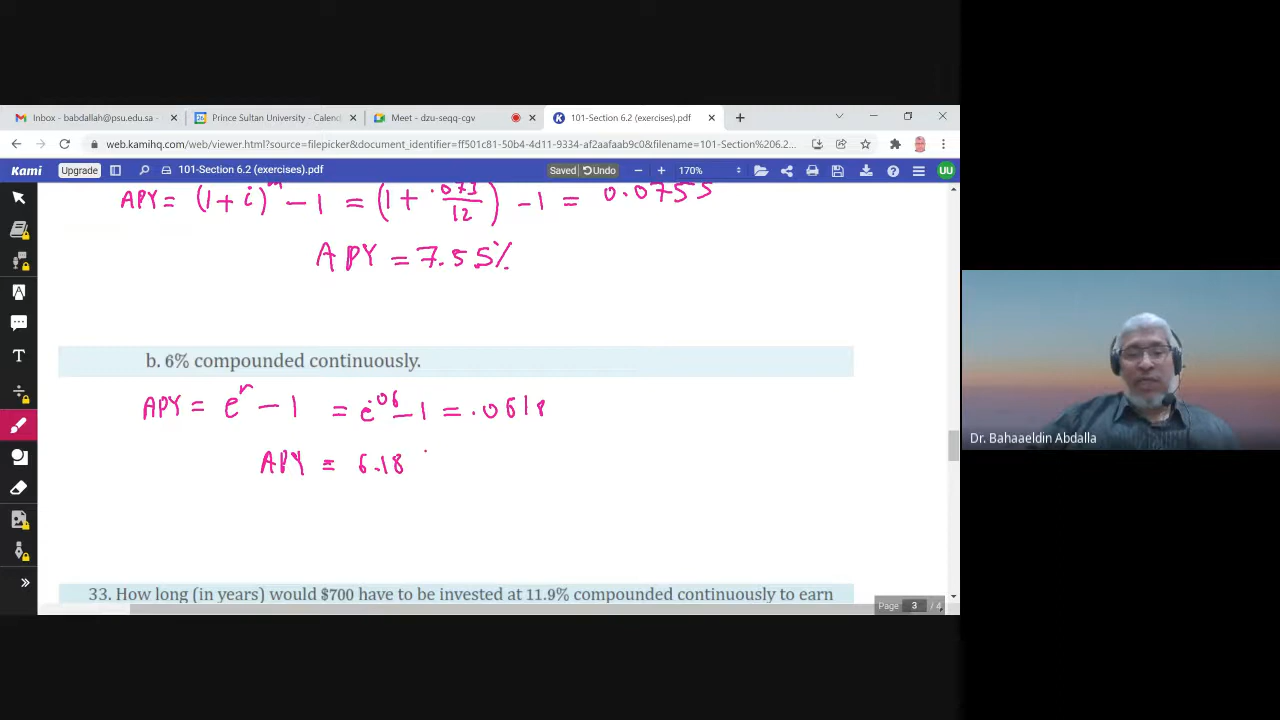 Inbox - babdallah@psu.edu.sa -
Prince Sultan University - Calend
Meet - dzu-seqq-cgv
101-Section 6.2 (exercises).pdf
web.kamihq.com/web/viewer.html?source=filepicker&document_identifier=ff501c81-50b4-4d11-9334-af2aafaab9c0&filename=101-Section%206.2...
Kami Upgrade 101-Section 6.2 (exercises).pdf Saved Undo 170% UU
APY = (1 + i)^m - 1 = (1 + .073/12) - 1 = 0.0755
APY = 7.55%
b. 6% compounded continuously.
APY = e^r - 1 = e^.06 - 1 = .0618
APY = 6.18
Dr. Bahaaeldin Abdalla
33. How long (in years) would $700 have to be invested at 11.9% compounded continuously to earn
Page 3 / 4